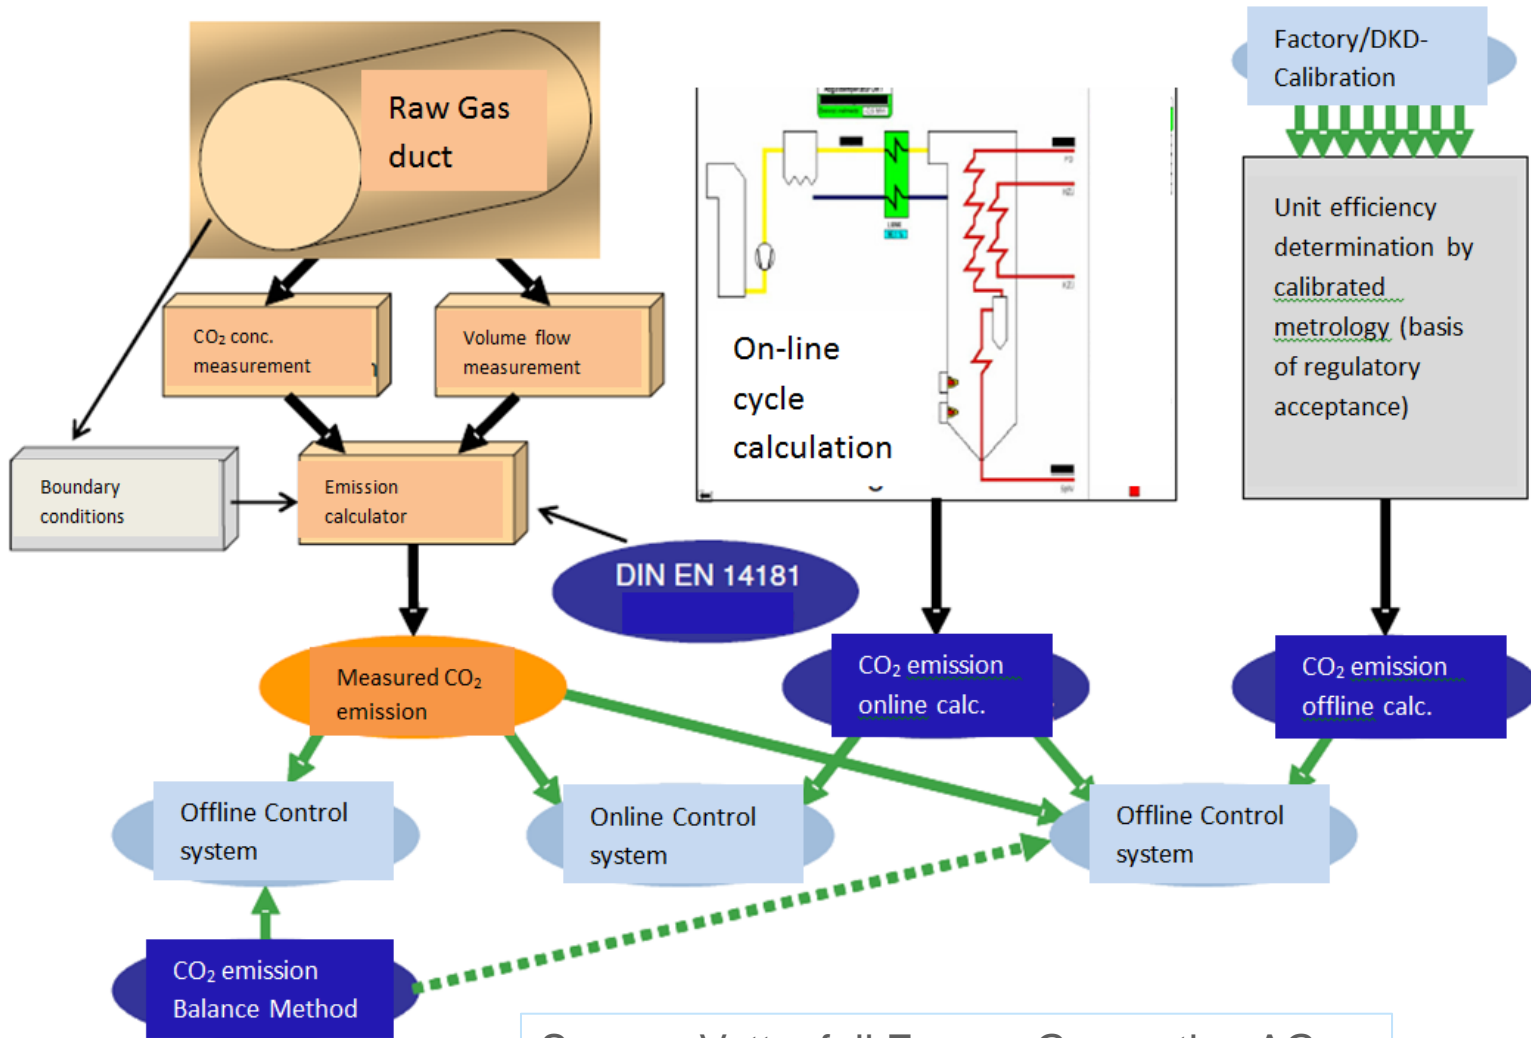 Raw Gas
duct
CO₂ conc.
measurement
Volume flow
measurement
Boundary
conditions
Emission
calculator
DIN EN 14181
Measured CO₂
emission
On-line
cycle
calculation
CO₂ emission
online calc.
Factory/DKD-
Calibration
Unit efficiency
determination by
calibrated
metrology (basis
of regulatory
acceptance)
CO₂ emission
offline calc.
Offline Control
system
Online Control
system
Offline Control
system
CO₂ emission
Balance Method